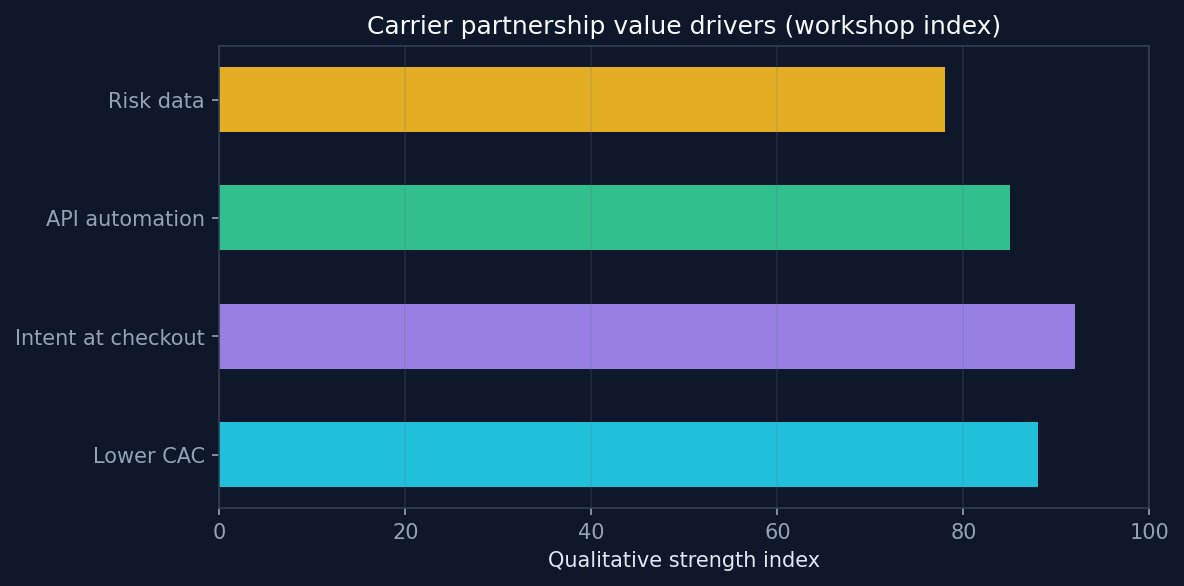 Carrier partnership value drivers (workshop index)
Risk data
API automation
Intent at checkout
Lower CAC
0 20 40 60 80 100
Qualitative strength index